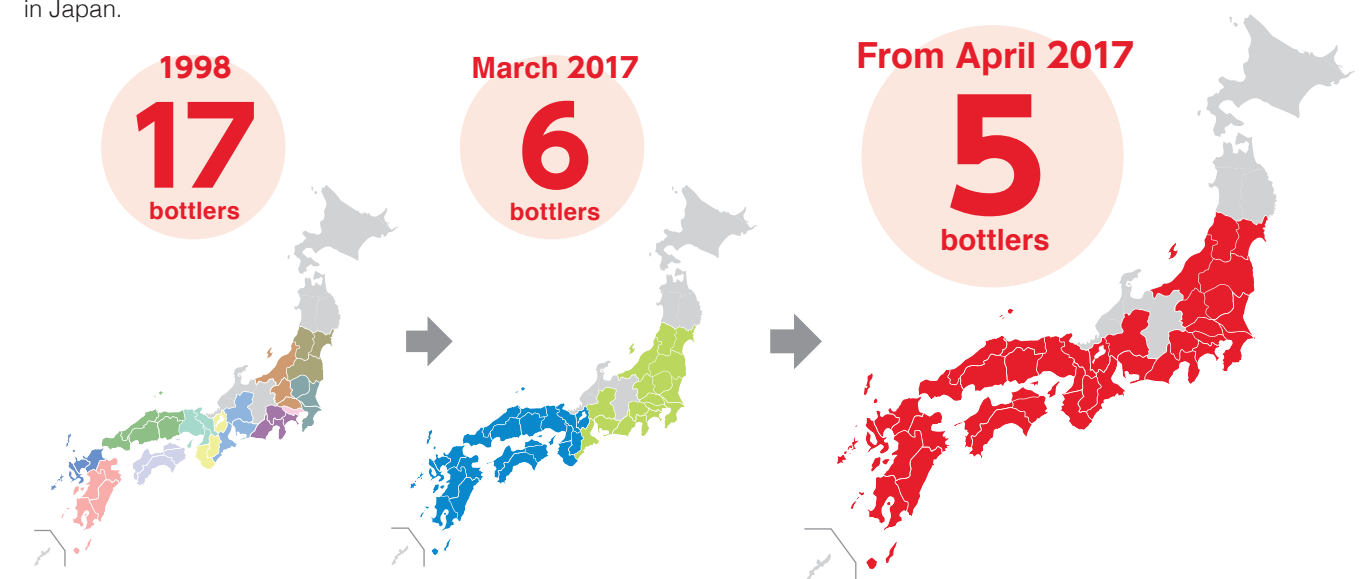 in Japan.
1998
17
bottlers
March 2017
6
bottlers
From April 2017
5
bottlers